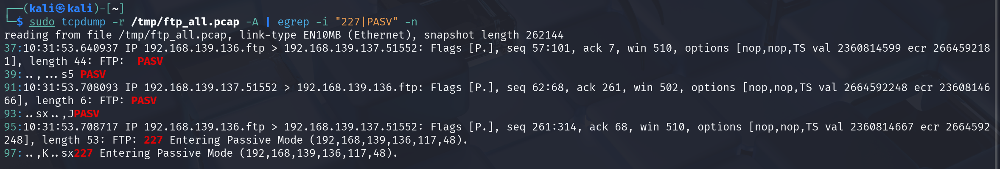 ┌──(kali㉿kali)-[~]
└─$ sudo tcpdump -r /tmp/ftp_all.pcap -A | egrep -i "227|PASV" -n
reading from file /tmp/ftp_all.pcap, link-type EN10MB (Ethernet), snapshot length 262144
37:10:31:53.640937 IP 192.168.139.136.ftp > 192.168.139.137.51552: Flags [P.], seq 57:101, ack 7, win 510, options [nop,nop,TS val 2360814599 ecr 266459218
1], length 44: FTP:  PASV
39:..,...s5 PASV
91:10:31:53.708093 IP 192.168.139.137.51552 > 192.168.139.136.ftp: Flags [P.], seq 62:68, ack 261, win 502, options [nop,nop,TS val 2664592248 ecr 23608146
66], length 6: FTP: PASV
93:..sx..,JPASV
95:10:31:53.708717 IP 192.168.139.136.ftp > 192.168.139.137.51552: Flags [P.], seq 261:314, ack 68, win 510, options [nop,nop,TS val 2360814667 ecr 2664592
248], length 53: FTP: 227 Entering Passive Mode (192,168,139,136,117,48).
97:..,K..sx227 Entering Passive Mode (192,168,139,136,117,48).